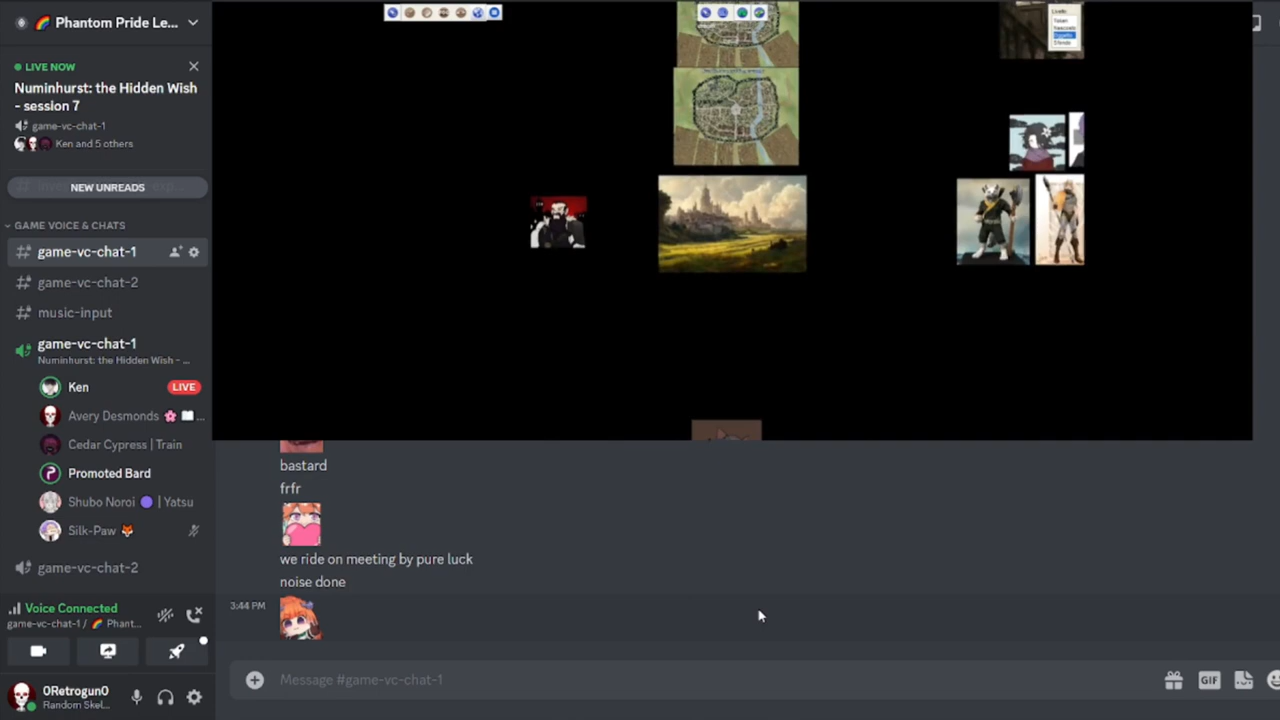 🌈 Phantom Pride Le...
LIVE NOW
Numinhurst: the Hidden Wish
- session 7
game-vc-chat-1
Ken and 5 others
NEW UNREADS
GAME VOICE & CHATS
game-vc-chat-1
game-vc-chat-2
music-input
game-vc-chat-1
Numinhurst: the Hidden Wish - ...
Ken LIVE
Avery Desmonds 🌸 📖 ...
Cedar Cypress | Train
Promoted Bard
Shubo Noroi 🟣 | Yatsu
Silk-Paw 🦊
game-vc-chat-2
Voice Connected
game-vc-chat-1 / 🌈 Phant...
0Retrogun0
Random Skel...
bastard
frfr
we ride on meeting by pure luck
noise done
3:44 PM
Message #game-vc-chat-1
GIF